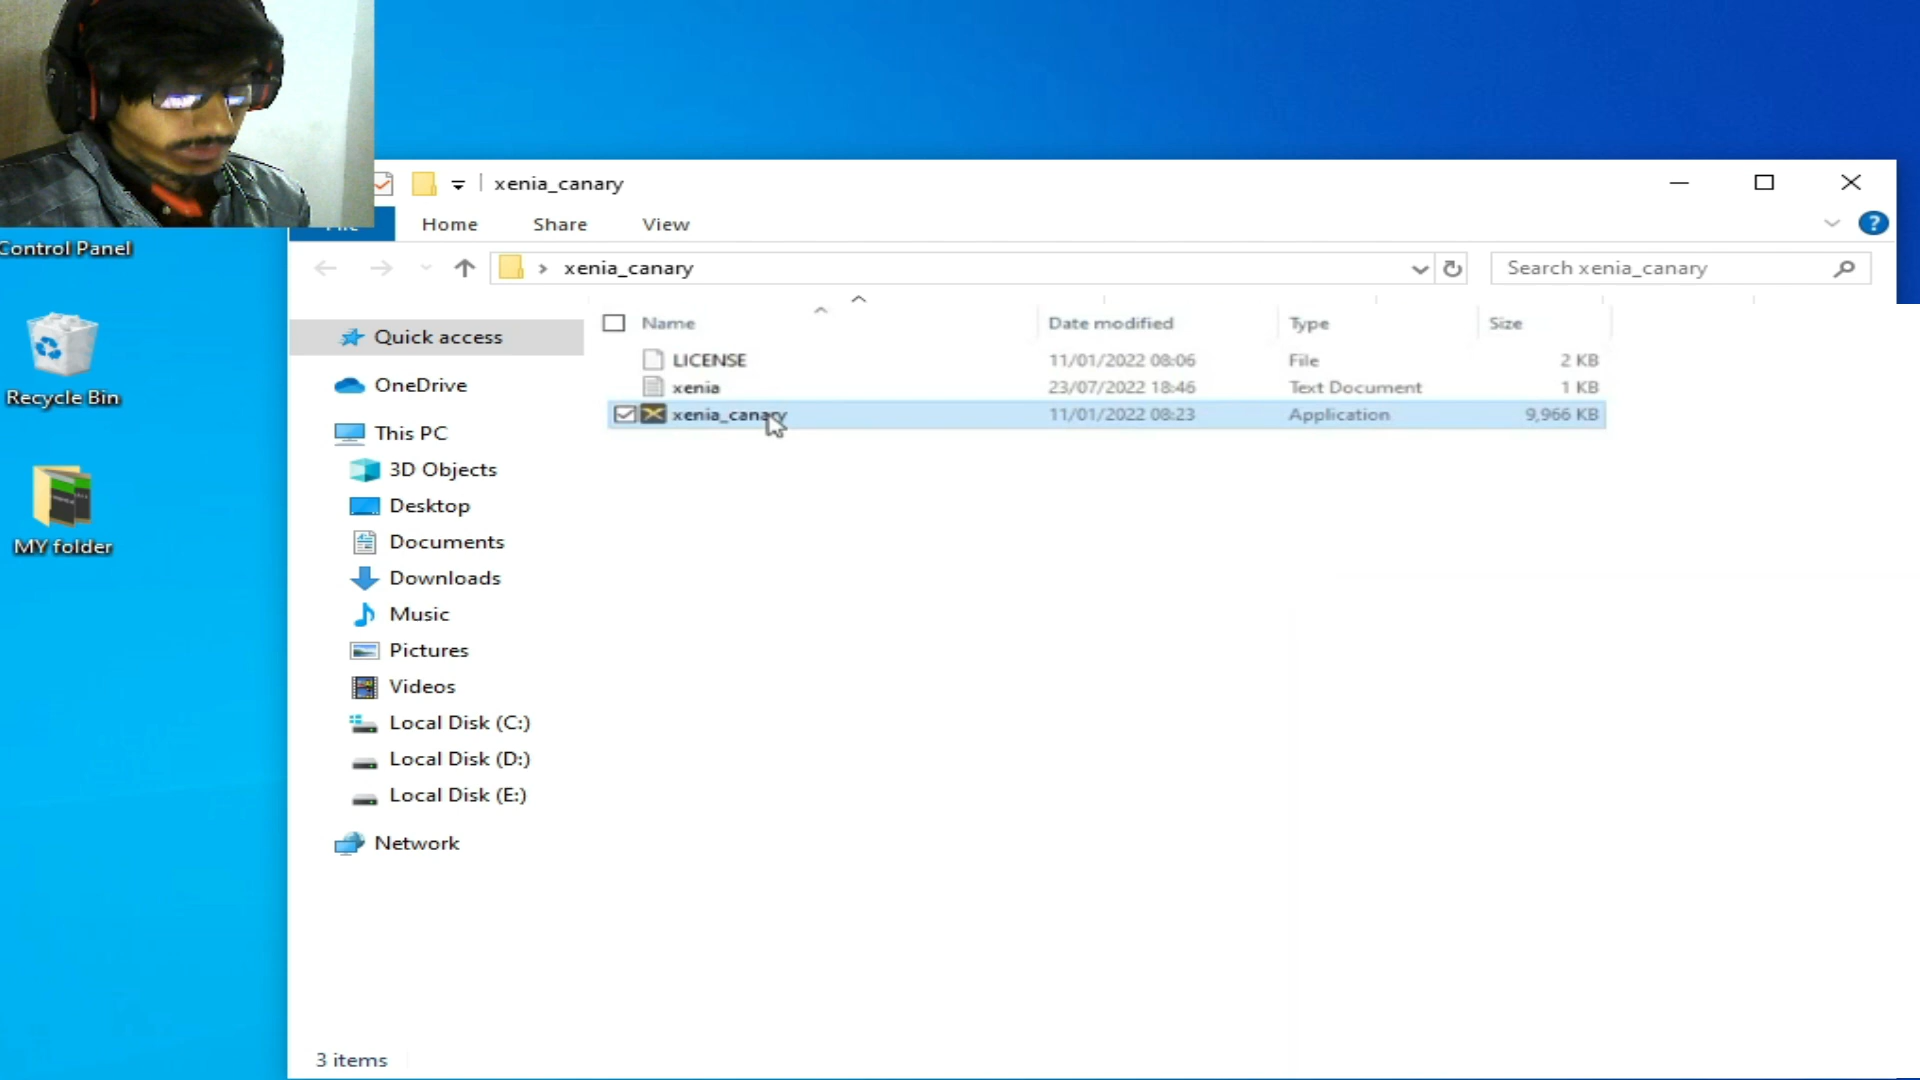 xenia_canary
Home Share View
xenia_canary
Search xenia_canary
Control Panel
Recycle Bin
MY folder
Quick access
OneDrive
This PC
3D Objects
Desktop
Documents
Downloads
Music
Pictures
Videos
Local Disk (C:)
Local Disk (D:)
Local Disk (E:)
Network
Name Date modified Type Size
LICENSE 11/01/2022 08:06 File 2 KB
xenia 23/07/2022 18:46 Text Document 1 KB
xenia_canary 11/01/2022 08:23 Application 9,966 KB
3 items